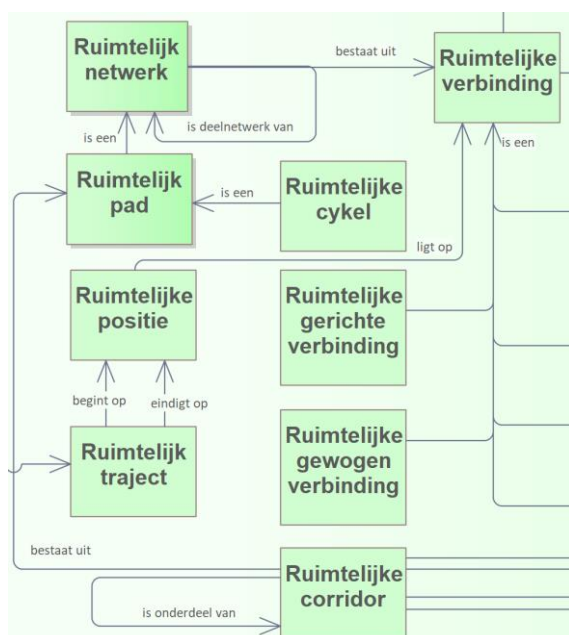 Ruimtelijk
netwerk
bestaat uit
Ruimtelijke
verbinding
is deelnetwerk van
is een
is een
Ruimtelijk
pad
is een
Ruimtelijke
cykel
ligt op
Ruimtelijke
positie
Ruimtelijke
gerichte
verbinding
begint op
eindigt op
Ruimtelijk
traject
Ruimtelijke
gewogen
verbinding
bestaat uit
Ruimtelijke
corridor
is onderdeel van